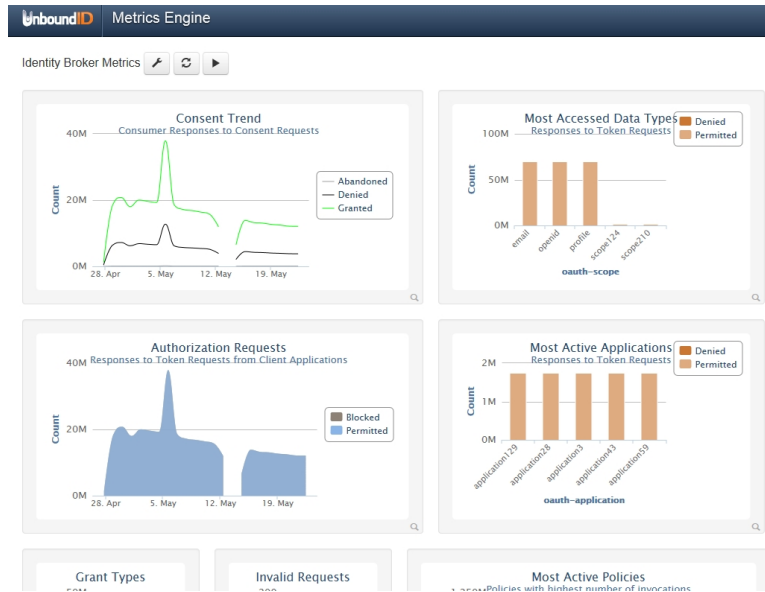 UnboundID Metrics Engine
Identity Broker Metrics
Consent Trend
Consumer Responses to Consent Requests
40M
20M
0M
Count
28. Apr 5. May 12. May 19. May
Abandoned
Denied
Granted
Most Accessed Data Types
Responses to Token Requests
Denied
Permitted
100M
50M
0M
Count
email openid profile scope124 scope210
oauth-scope
Authorization Requests
Responses to Token Requests from Client Applications
40M
20M
0M
Count
28. Apr 5. May 12. May 19. May
Blocked
Permitted
Most Active Applications
Responses to Token Requests
Denied
Permitted
2M
1M
0M
Count
application129 application28 application3 application43 application59
oauth-application
Grant Types
Invalid Requests
Most Active Policies
Policies with highest number of invocations